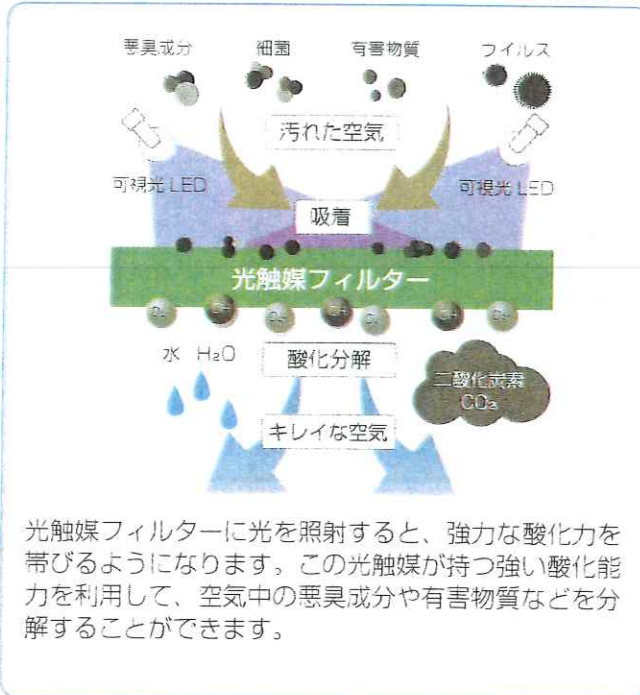 悪臭成分 細菌 有害物質 ウイルス
汚れた空気
可視光 LED 可視光 LED
吸着
光触媒フィルター
水 H₂O 酸化分解 二酸化炭素
CO₂
キレイな空気
光触媒フィルターに光を照射すると、強力な酸化力を
帯びるようになります。この光触媒が持つ強い酸化能
力を利用して、空気中の悪臭成分や有害物質などを分
解することができます。